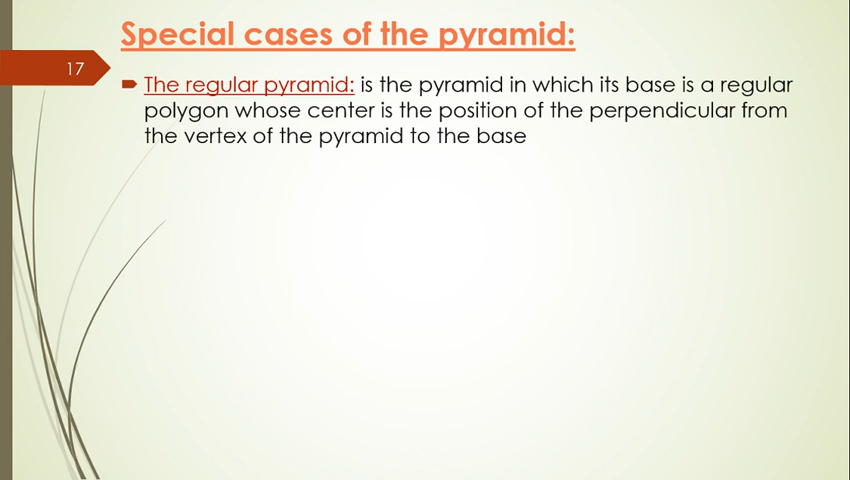 Special cases of the pyramid:
17
The regular pyramid: is the pyramid in which its base is a regular
polygon whose center is the position of the perpendicular from
the vertex of the pyramid to the base